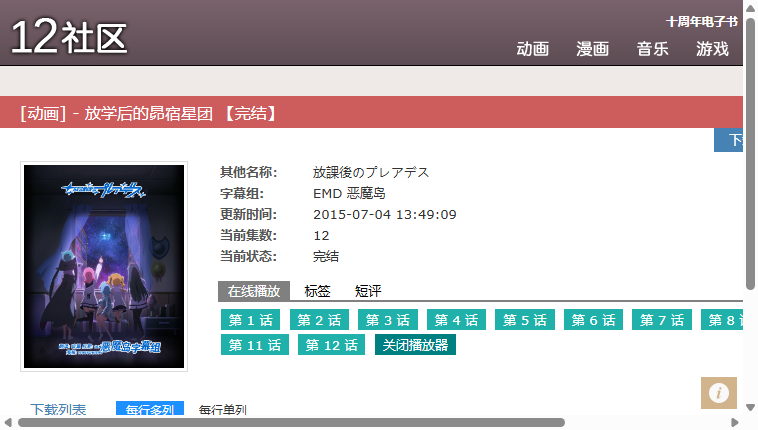 12社区
十周年电子书
动画 漫画 音乐 游戏
[动画] - 放学后的昴宿星团 【完结】
其他名称: 放課後のプレアデス
字幕组: EMD 恶魔岛
更新时间: 2015-07-04 13:49:09
当前集数: 12
当前状态: 完结
在线播放 标签 短评
第 1 话 第 2 话 第 3 话 第 4 话 第 5 话 第 6 话 第 7 话 第 8
第 11 话 第 12 话 关闭播放器
恶魔岛字幕组
下载列表 每行多列 每行单列